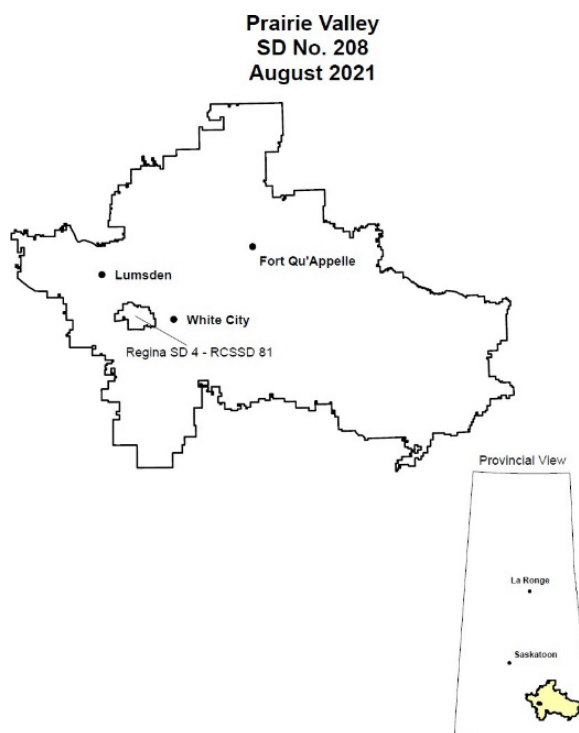 Prairie Valley
SD No. 208
August 2021
Fort Qu'Appelle
Lumsden
White City
Regina SD 4 - RCSSD 81
Provincial View
La Ronge
Saskatoon